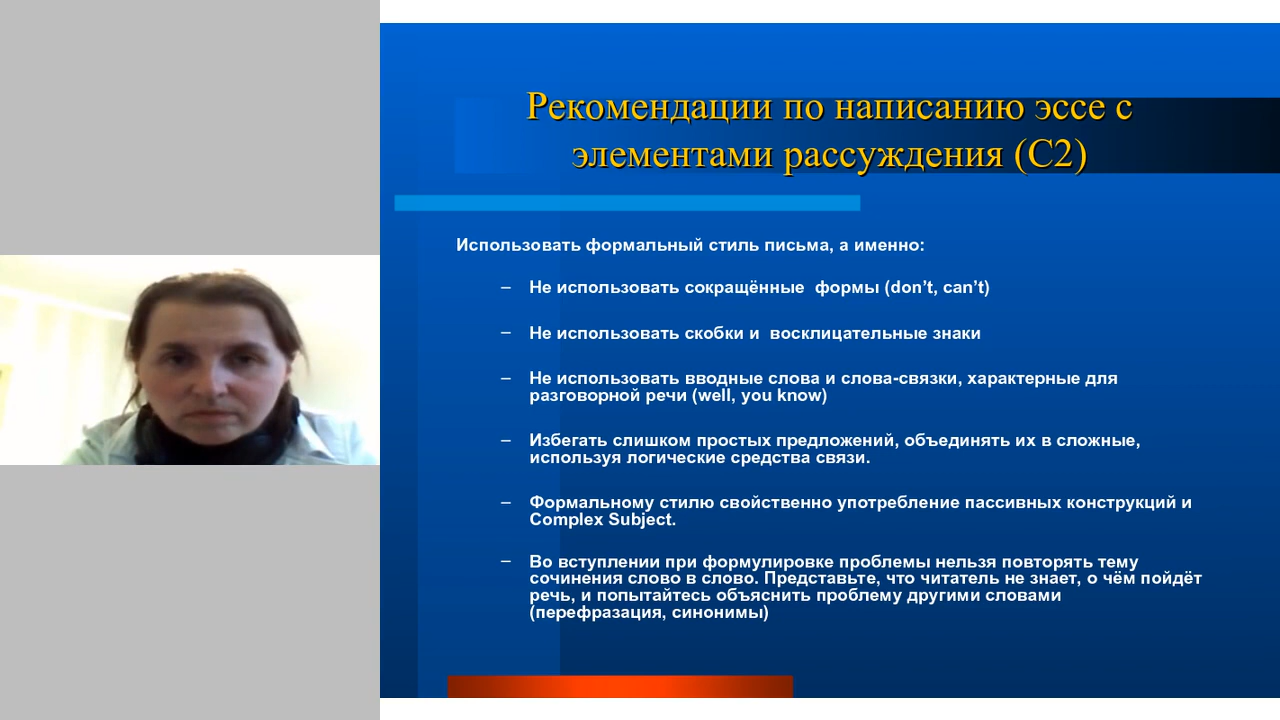 Рекомендации по написанию эссе с
элементами рассуждения (С2)
Использовать формальный стиль письма, а именно:
– Не использовать сокращённые формы (don’t, can’t)
– Не использовать скобки и восклицательные знаки
– Не использовать вводные слова и слова-связки, характерные для
разговорной речи (well, you know)
– Избегать слишком простых предложений, объединять их в сложные,
используя логические средства связи.
– Формальному стилю свойственно употребление пассивных конструкций и
Complex Subject.
– Во вступлении при формулировке проблемы нельзя повторять тему
сочинения слово в слово. Представьте, что читатель не знает, о чём пойдёт
речь, и попытайтесь объяснить проблему другими словами
(перефразация, синонимы)